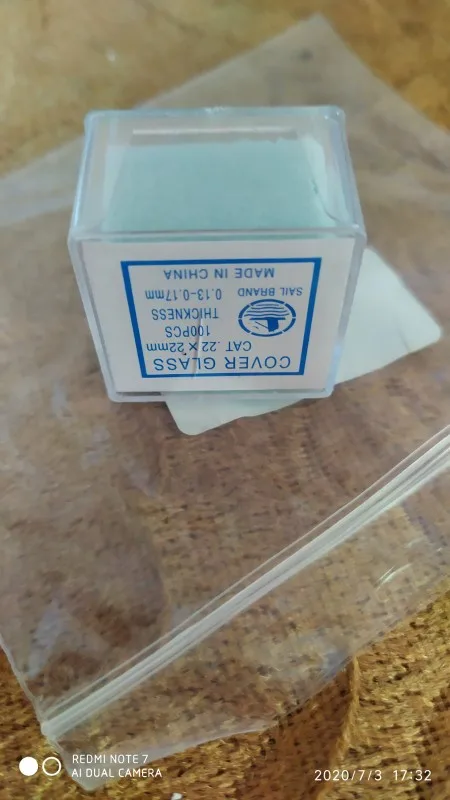 COVER GLASS
CAT. 22×22mm
100PCS
THICKNESS
0.13-0.17mm
SAIL BRAND
MADE IN CHINA
REDMI NOTE 7
AI DUAL CAMERA
2020/7/3 17:32